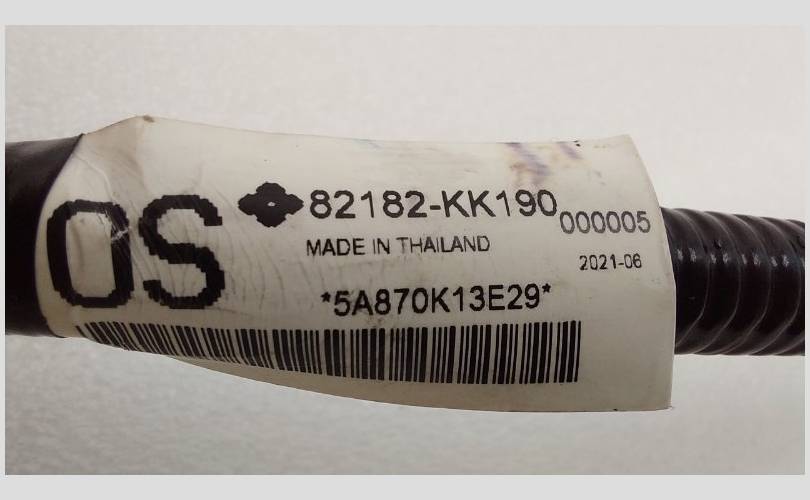 OS
82182-KK190 000005
MADE IN THAILAND
2021-06
*5A870K13E29*